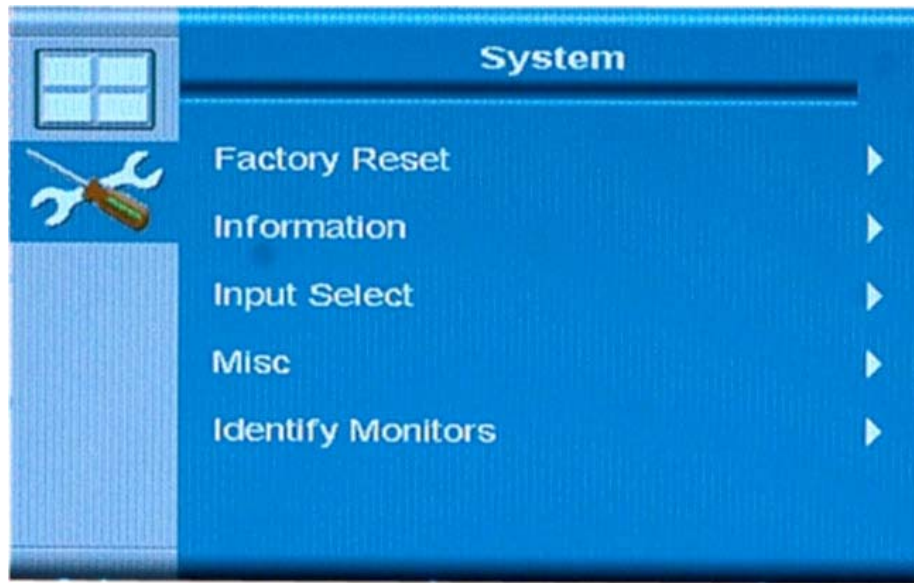 System
Factory Reset
Information
Input Select
Misc
Identify Monitors